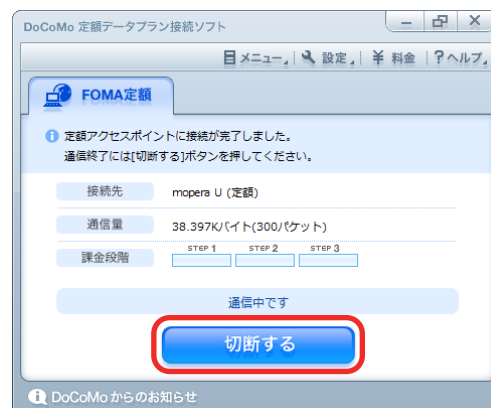 DoCoMo 定額データプラン接続ソフト
メニュー 設定 ¥ 料金 ? ヘルプ
FOMA定額
定額アクセスポイントに接続が完了しました。
通信終了には[切断する]ボタンを押してください。
接続先 mopera U (定額)
通信量 38.397Kバイト(300パケット)
課金段階 STEP 1 STEP 2 STEP 3
通信中です
切断する
DoCoMoからのお知らせ